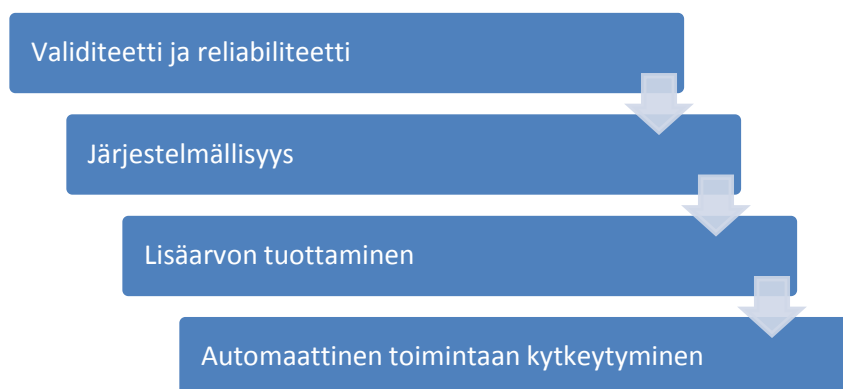 Validiteetti ja reliabiliteetti
Järjestelmällisyys
Lisäarvon tuottaminen
Automaattinen toimintaan kytkeytyminen